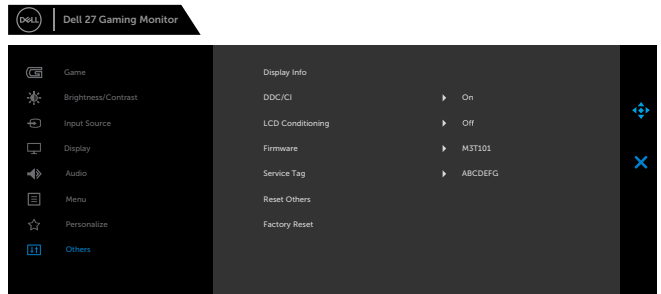 DELL
Dell 27 Gaming Monitor
Game
Display Info
Brightness/Contrast
DDC/CI
On
Input Source
LCD Conditioning
Off
Display
Firmware
M3T101
Audio
Service Tag
ABCDEFG
Menu
Reset Others
Personalize
Factory Reset
Others